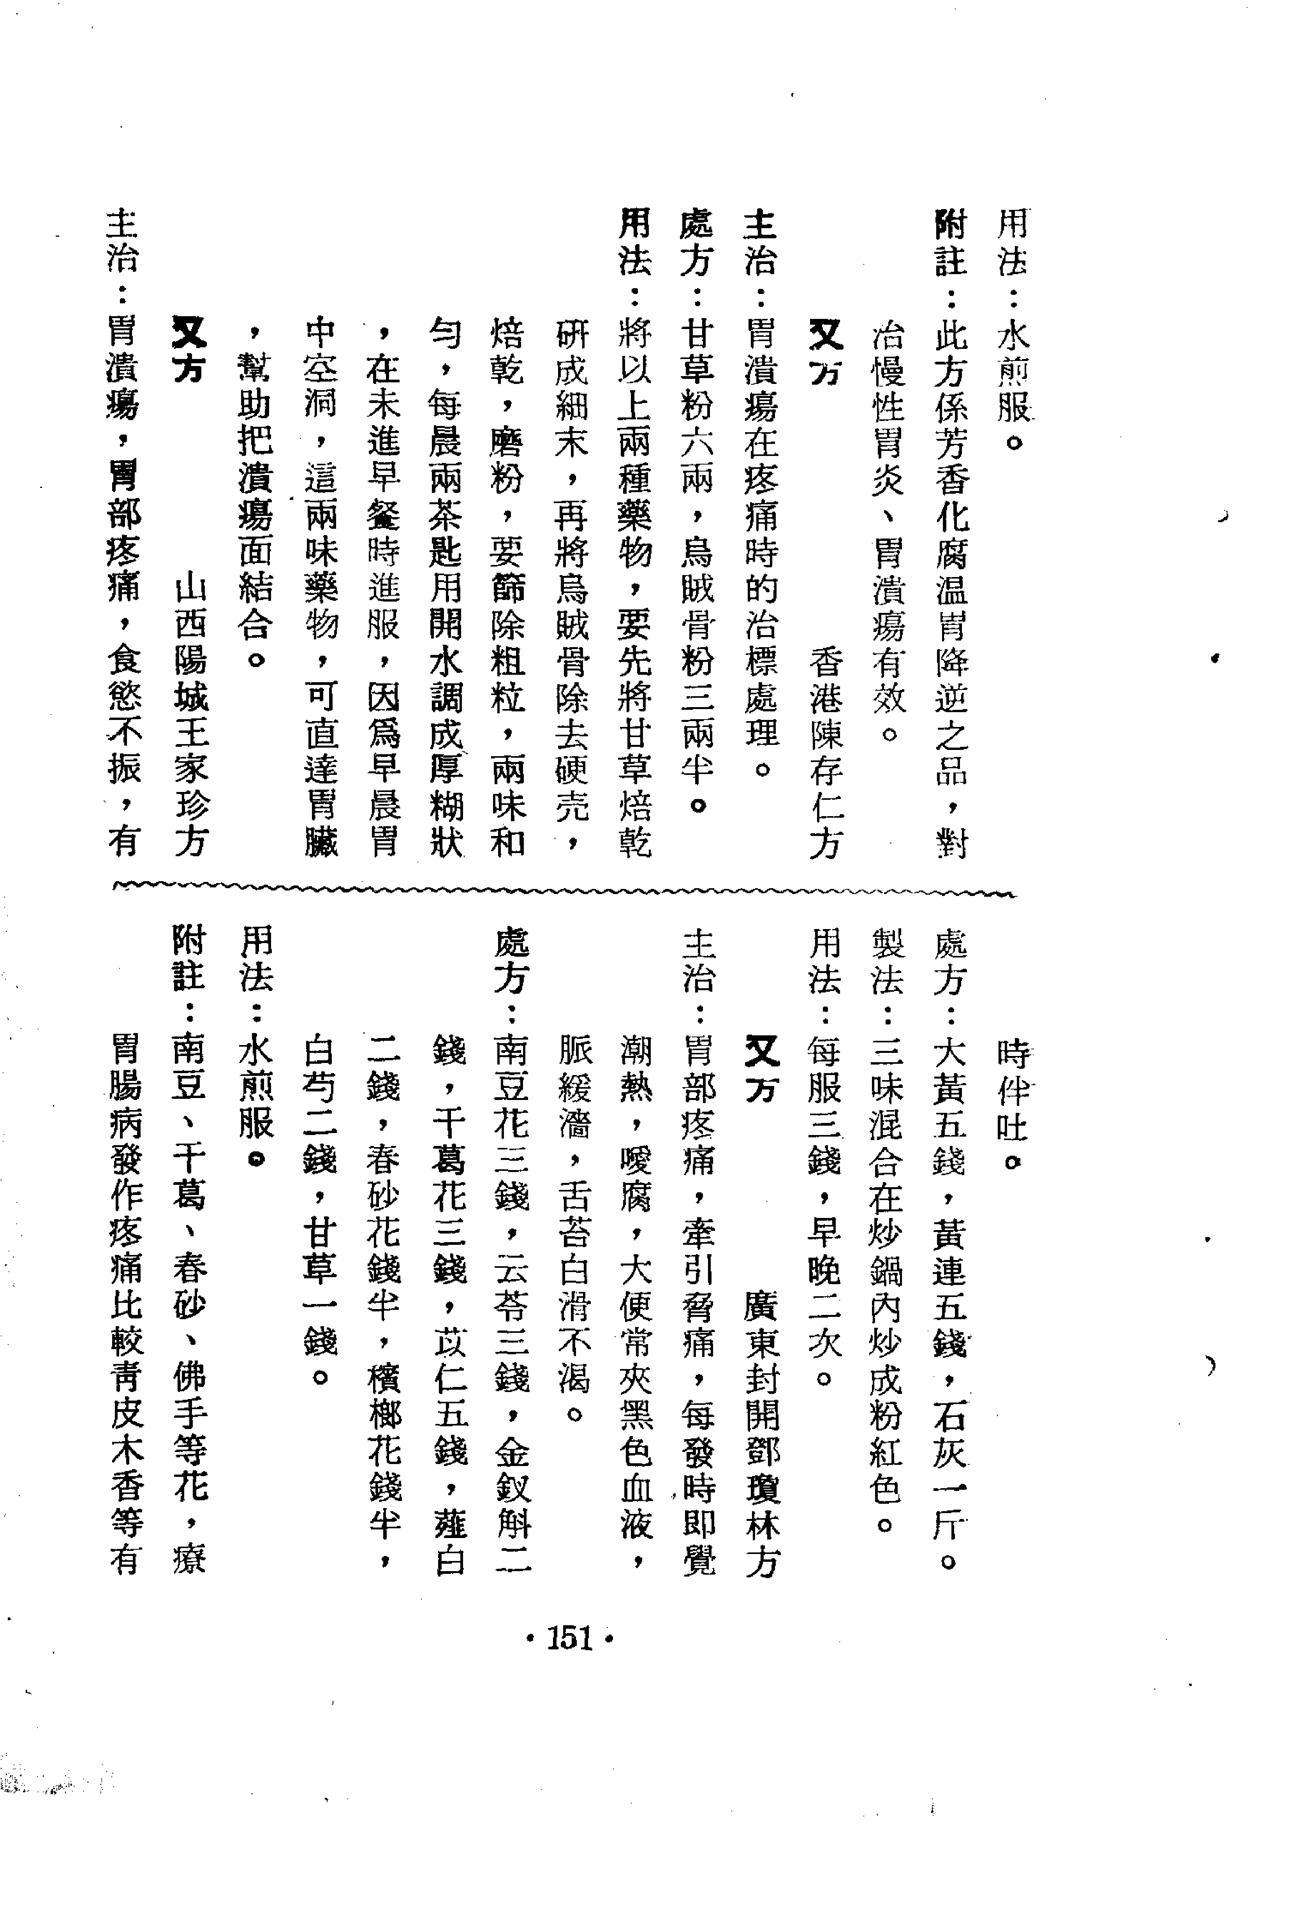 用法：水煎服。
附註：此方係芳香化腐温胃降逆之品，對
治慢性胃炎、胃潰瘍有效。
又方　　香港陳存仁方
主治：胃潰瘍在疼痛時的治標處理。
處方：甘草粉六兩，烏賊骨粉三兩半。
用法：將以上兩種藥物，要先將甘草焙乾
研成細末，再將烏賊骨除去硬壳，
焙乾，磨粉，要篩除粗粒，兩味和
勻，每晨兩茶匙用開水調成厚糊狀
，在未進早餐時進服，因爲早晨胃
中空洞，這兩味藥物，可直達胃臟
，幫助把潰瘍面結合。
又方　　山西陽城王家珍方
主治：胃潰瘍，胃部疼痛，食慾不振，有
時伴吐。
處方：大黃五錢，黃連五錢，石灰一斤。
製法：三味混合在炒鍋內炒成粉紅色。
用法：每服三錢，早晚二次。
又方　　廣東封開鄧瓊林方
主治：胃部疼痛，牽引脅痛，每發時即覺
潮熱，噯腐，大便常夾黑色血液，
脈緩濇，舌苔白滑不渴。
處方：南豆花三錢，云苓三錢，金釵斛二
錢，干葛花三錢，苡仁五錢，薤白
二錢，春砂花錢半，檳榔花錢半，
白芍二錢，甘草一錢。
用法：水煎服。
附註：南豆、干葛、春砂、佛手等花，療
胃腸病發作疼痛比較靑皮木香等有
·151·